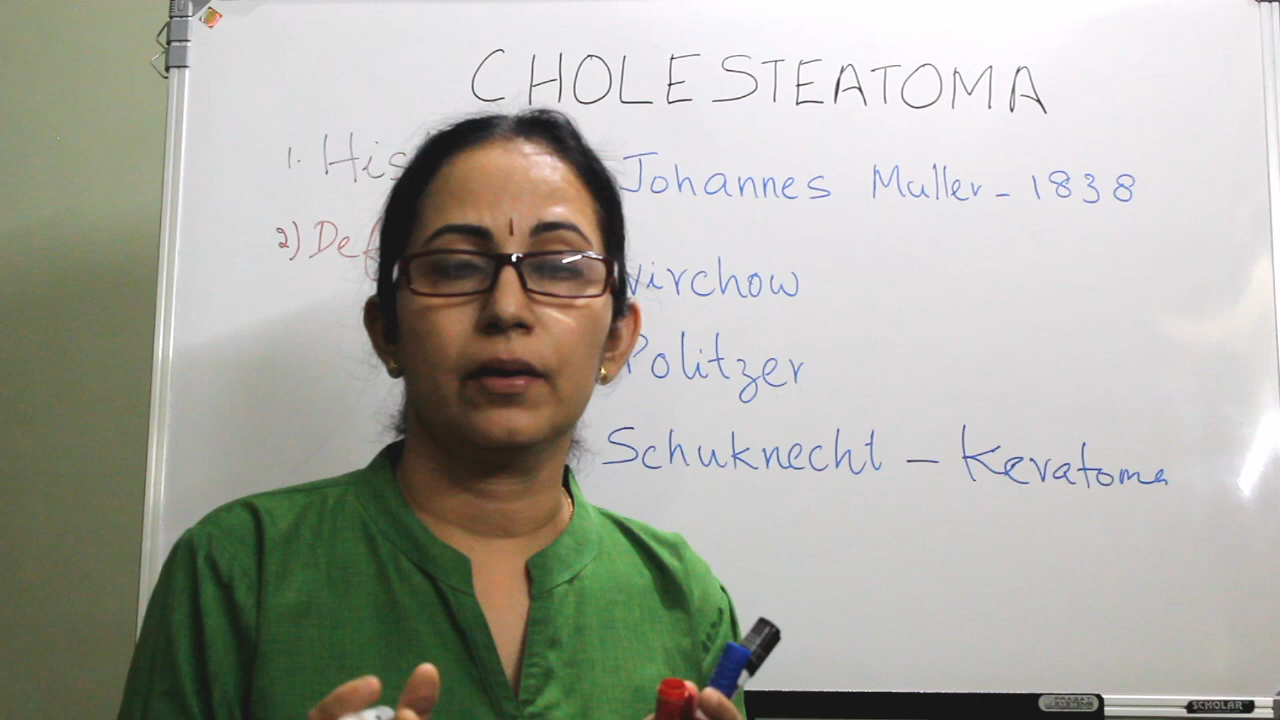 CHOLESTEATOMA
1. His
Johannes Muller - 1838
2) Def
Virchow
Politzer
Schuknecht - Keratoma
SCHOLAR